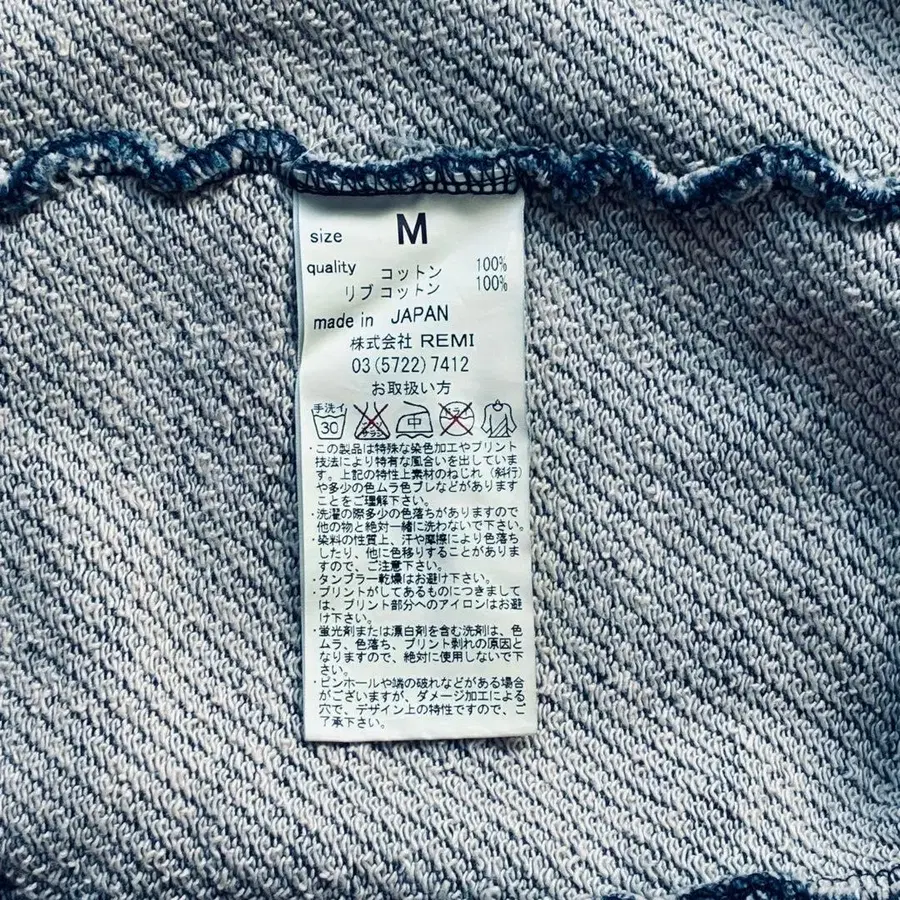 size M
quality コットン 100%
リブコットン 100%
made in JAPAN
株式会社 REMI
03(5722)7412
お取扱い方
手洗イ
30
エンソ
サラシ
中
ドライ
・この製品は特殊な染色加工やプリント
技法により特有な風合いを出していま
す。上記の特性上素材のねじれ（斜行）
や多少の色ムラ色ブレなどがあります
ことをご理解下さい。
・洗濯の際多少の色落ちがありますので
他の物と絶対一緒に洗わないで下さい。
・染料の性質上、汗や摩擦により色落ち
したり、他に色移りすることがありま
すので、ご注意下さい。
・タンブラー乾燥はお避け下さい。
・プリントがしてあるものにつきまして
は、プリント部分へのアイロンはお避
け下さい。
・蛍光剤または漂白剤を含む洗剤は、色
ムラ、色落ち、プリント剥れの原因と
なりますので、絶対に使用しないで下
さい。
・ピンホールや端の破れなどがある場合
がございますが、ダメージ加工による
穴で、デザイン上の特性ですので、ご
了承下さい。